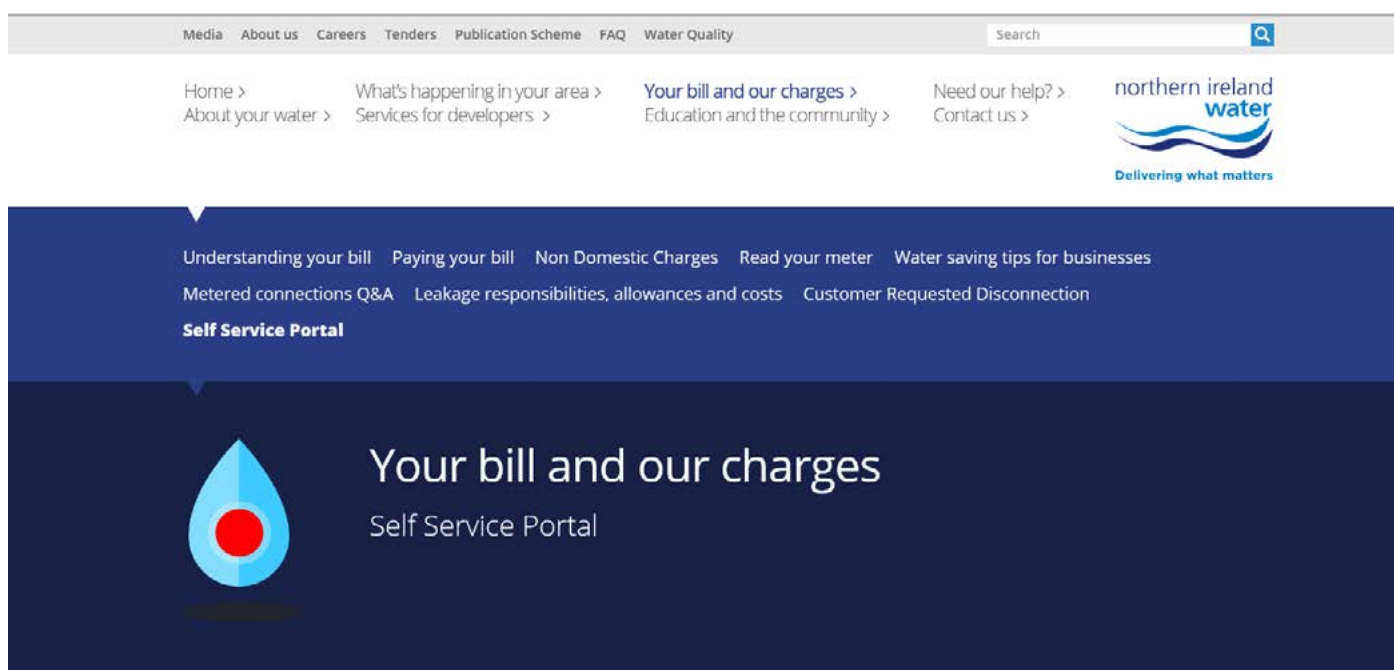 Media About us Careers Tenders Publication Scheme FAQ Water Quality Search
Home > What's happening in your area > Your bill and our charges > Need our help? >
About your water > Services for developers > Education and the community > Contact us >
northern ireland
water
Delivering what matters
Understanding your bill Paying your bill Non Domestic Charges Read your meter Water saving tips for businesses
Metered connections Q&A Leakage responsibilities, allowances and costs Customer Requested Disconnection
Self Service Portal
Your bill and our charges
Self Service Portal